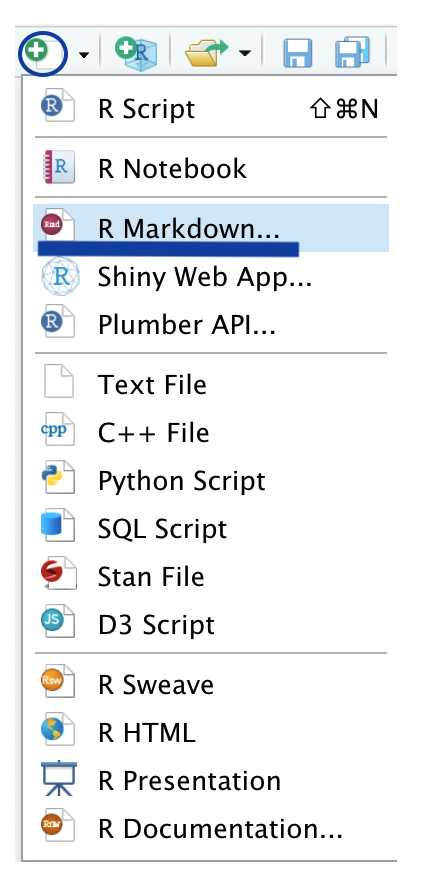 R Script ⇧⌘N
R Notebook
R Markdown...
Shiny Web App...
Plumber API...
Text File
C++ File
Python Script
SQL Script
Stan File
D3 Script
R Sweave
R HTML
R Presentation
R Documentation...